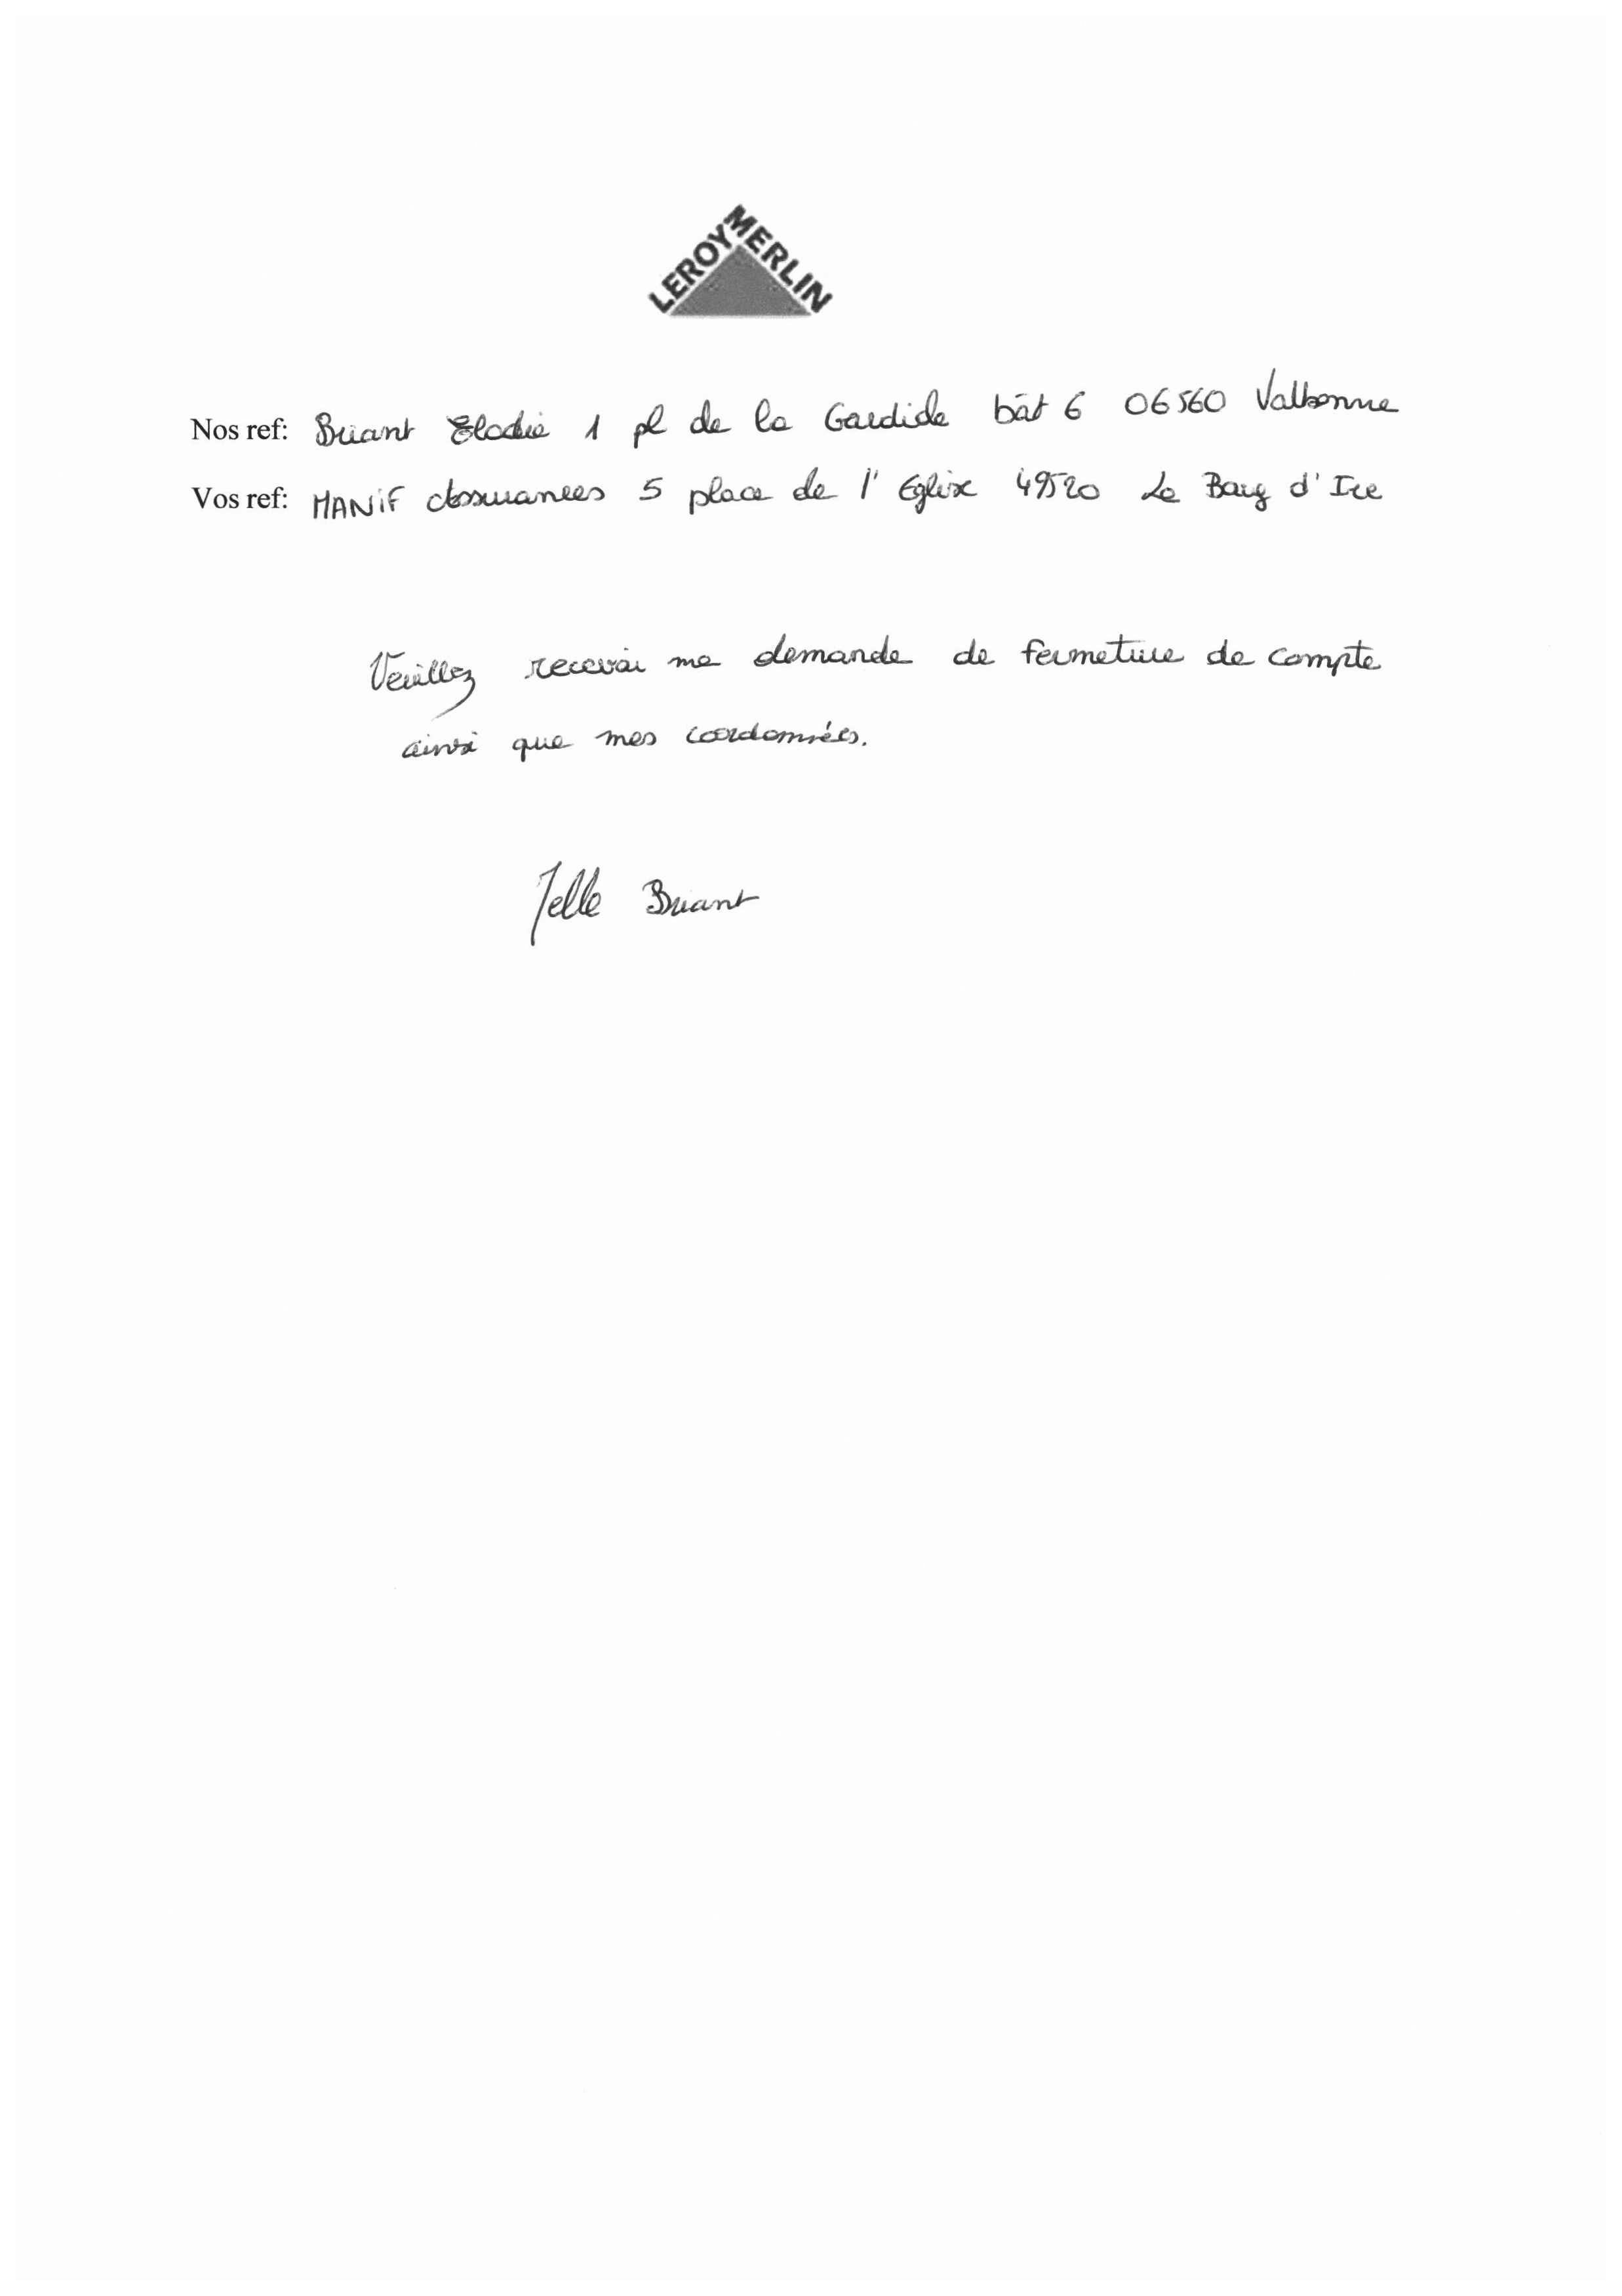 LEROY MERLIN
Nos ref: Briant Elodie 1 pl de la Gardide bât 6 06560 Valbonne
Vos ref: MANiF Assurances 5 place de l'Eglise 49520 Le Bourg d'Ire
Veuillez recevoir ma demande de fermeture de compte
ainsi que mes coordonnées.
Briant